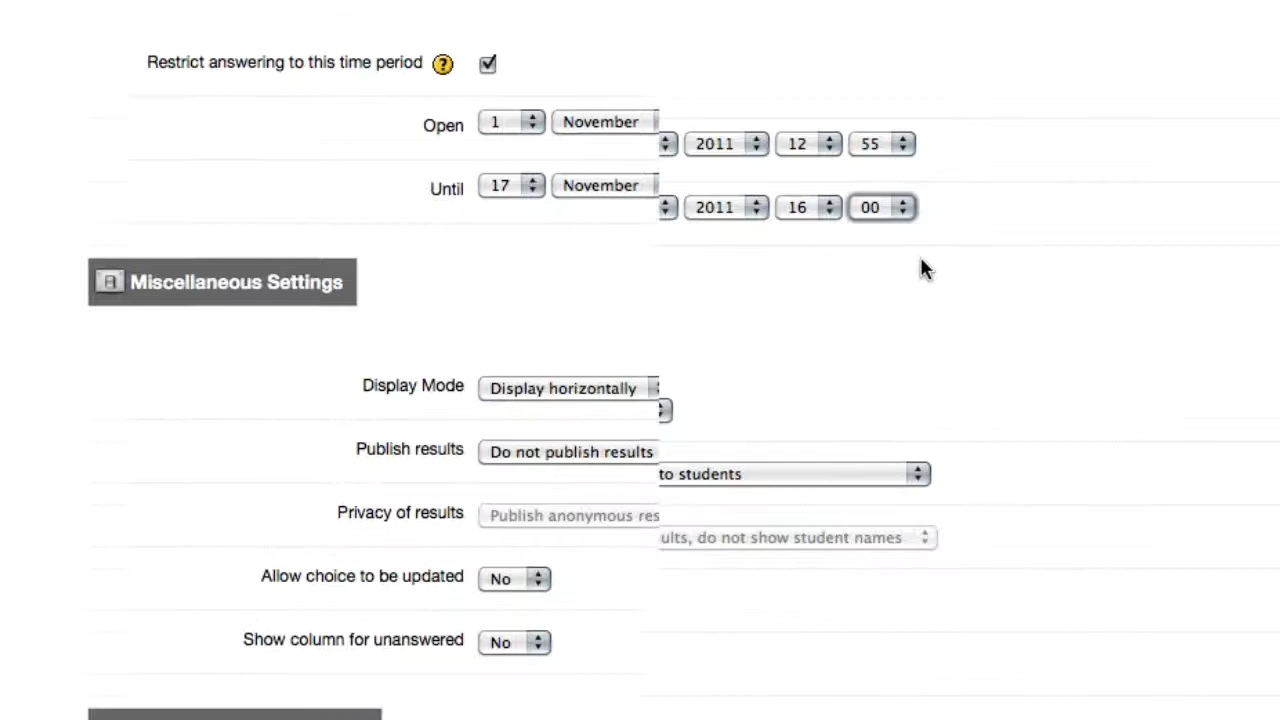 Restrict answering to this time period ?
Open 1 November 2011 12 55
Until 17 November 2011 16 00
Miscellaneous Settings
Display Mode Display horizontally
Publish results Do not publish results to students
Privacy of results Publish anonymous results, do not show student names
Allow choice to be updated No
Show column for unanswered No